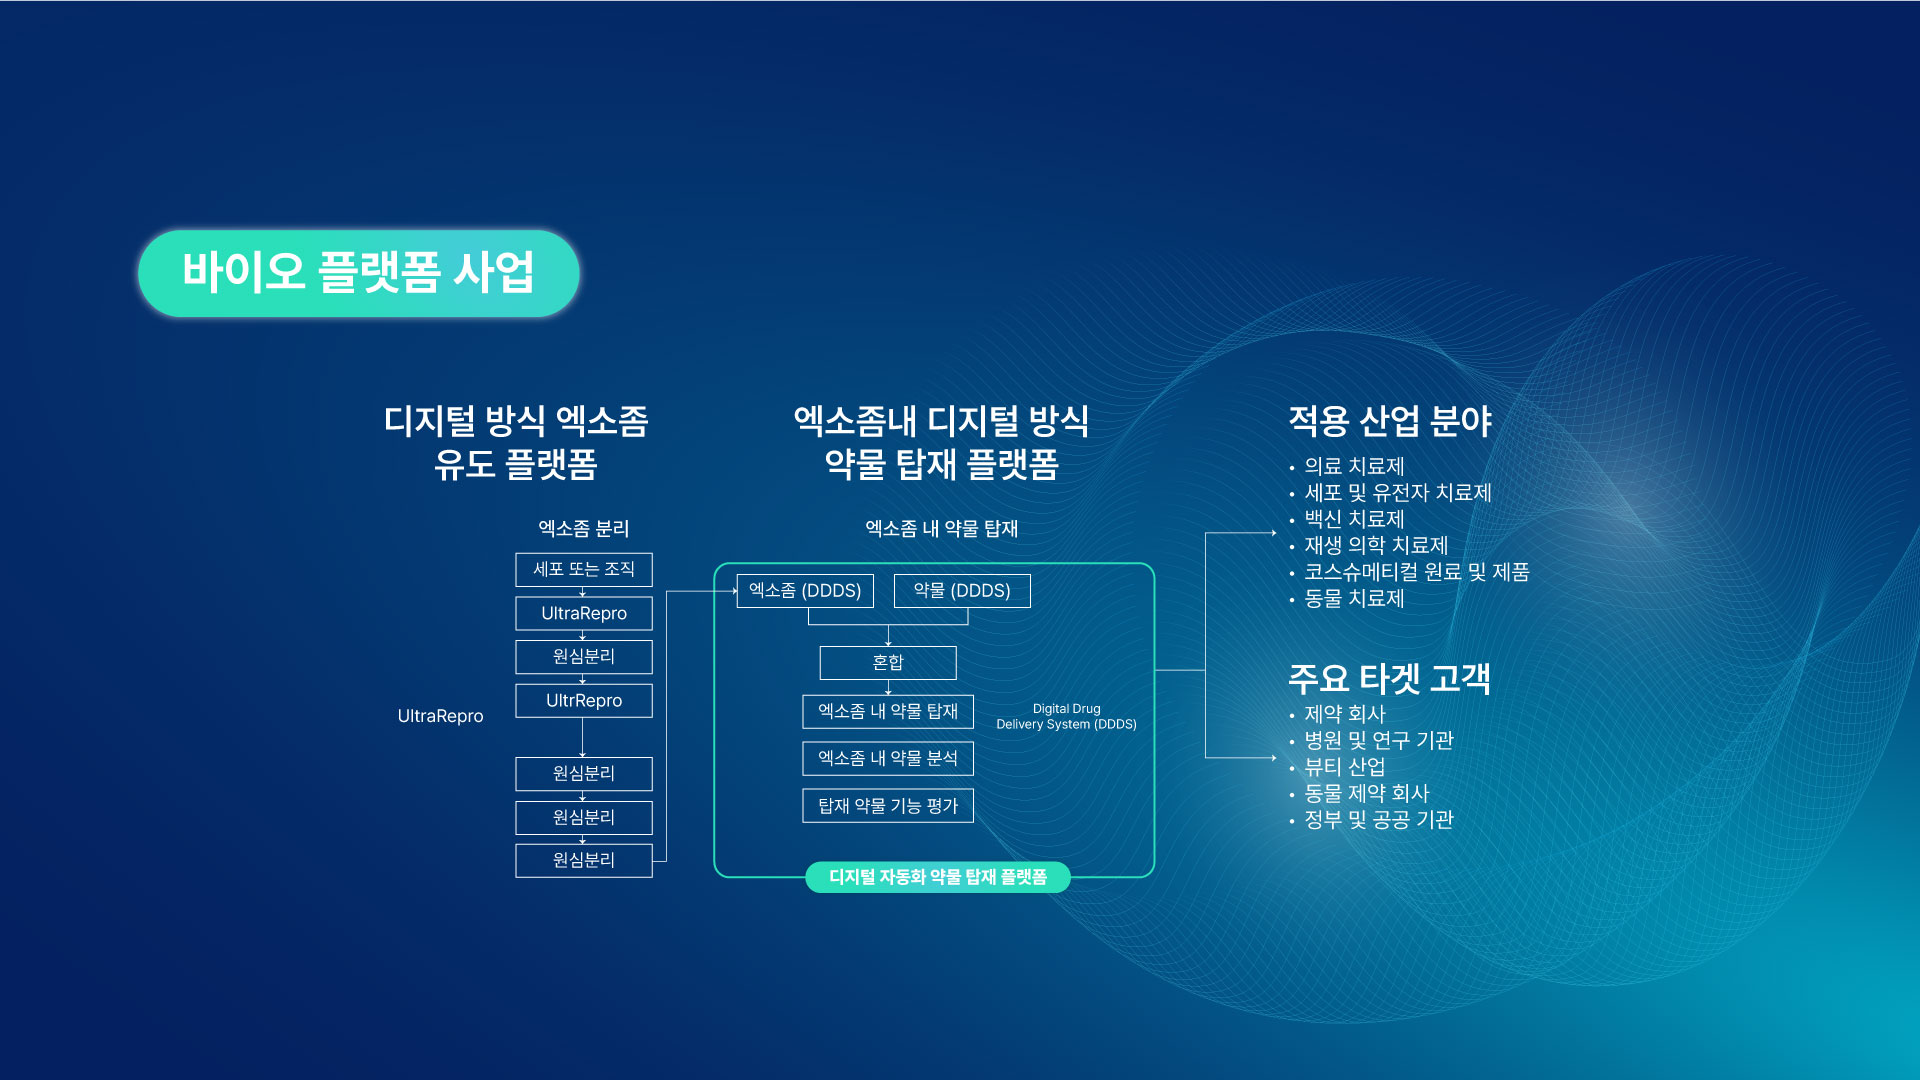 바이오 플랫폼 사업
디지털 방식 엑소좀
유도 플랫폼
엑소좀 분리
세포 또는 조직
UltraRepro
원심분리
UltrRepro
UltraRepro
원심분리
원심분리
원심분리
엑소좀내 디지털 방식
약물 탑재 플랫폼
엑소좀 내 약물 탑재
엑소좀 (DDDS)
약물 (DDDS)
혼합
엑소좀 내 약물 탑재
Digital Drug
Delivery System (DDDS)
엑소좀 내 약물 분석
탑재 약물 기능 평가
디지털 자동화 약물 탑재 플랫폼
적용 산업 분야
• 의료 치료제
• 세포 및 유전자 치료제
• 백신 치료제
• 재생 의학 치료제
• 코스슈메티컬 원료 및 제품
• 동물 치료제
주요 타겟 고객
• 제약 회사
• 병원 및 연구 기관
• 뷰티 산업
• 동물 제약 회사
• 정부 및 공공 기관